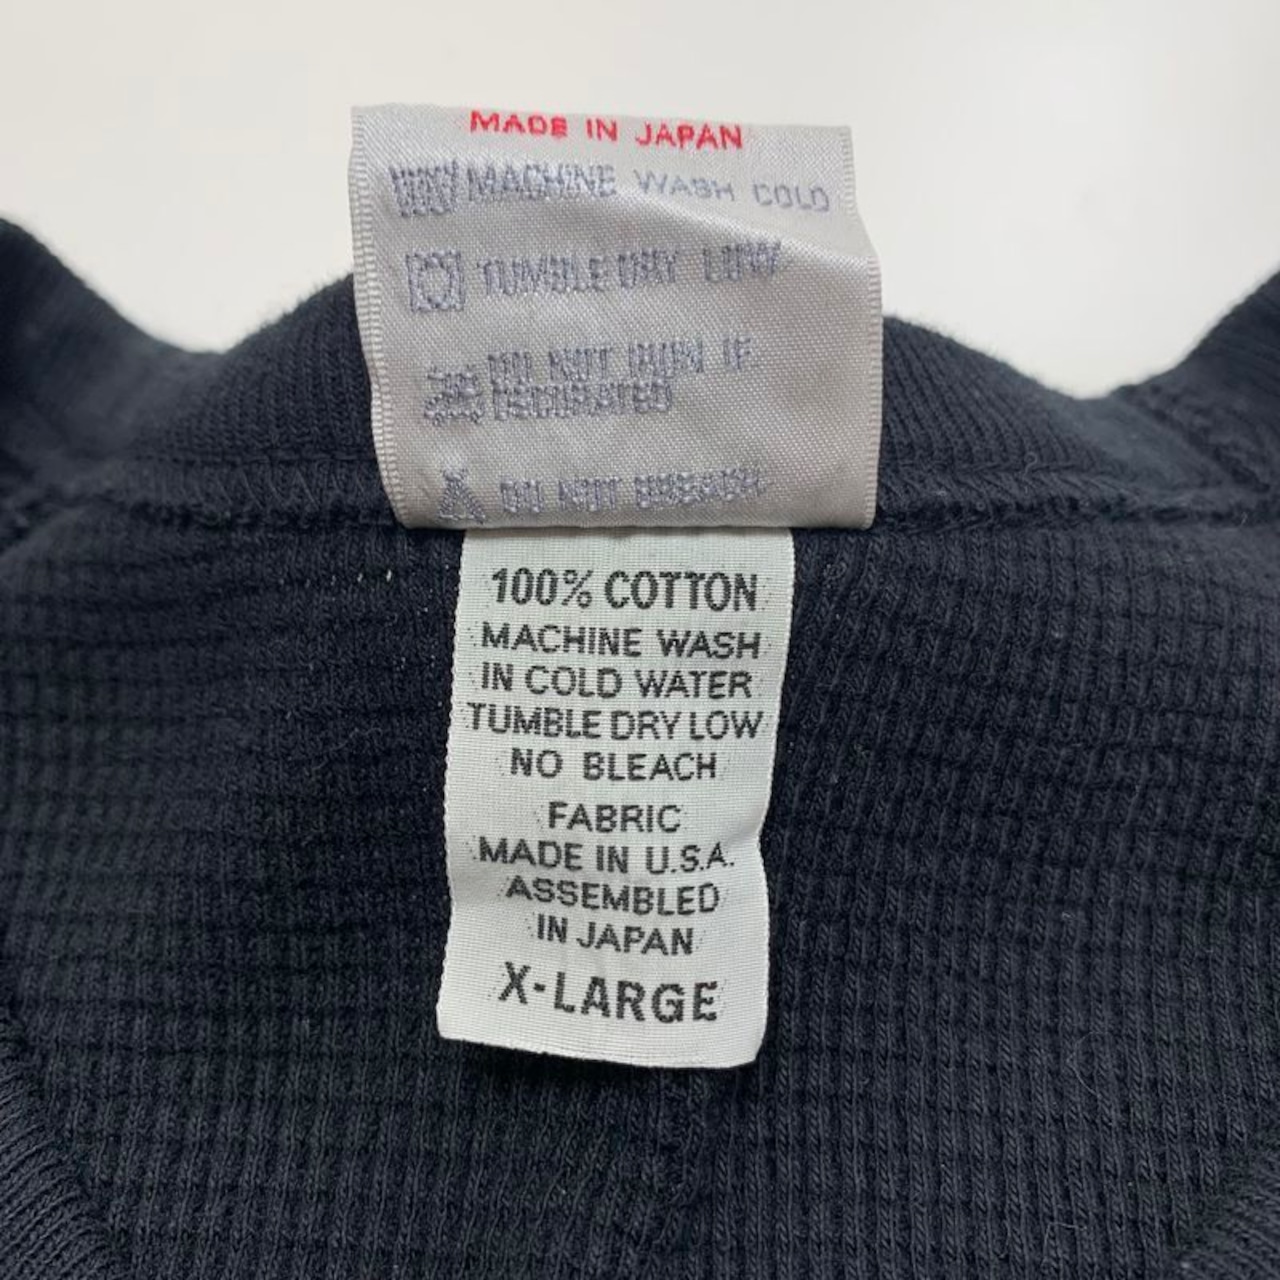 MADE IN JAPAN
MACHINE WASH COLD
TUMBLE DRY LOW
DO NOT IRON IF
DECORATED
DO NOT BLEACH
100% COTTON
MACHINE WASH
IN COLD WATER
TUMBLE DRY LOW
NO BLEACH
FABRIC
MADE IN U.S.A.
ASSEMBLED
IN JAPAN
X-LARGE